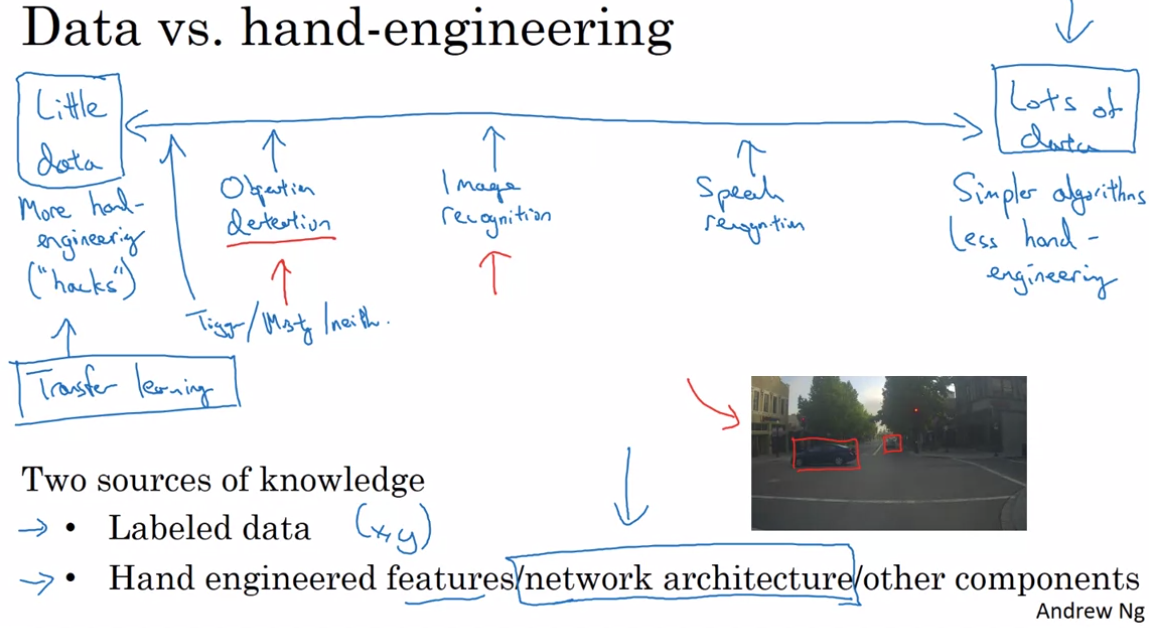 Data vs. hand-engineering
Little
data
Lots of
data
Object
detection
Image
recognition
Speech
recognition
More hand-
engineering
("hacks")
Simpler algorithms
Less hand-
engineering
Tigger/Misty/neither.
Transfer learning
Two sources of knowledge
→ • Labeled data (x,y)
→ • Hand engineered features/network architecture/other components
Andrew Ng